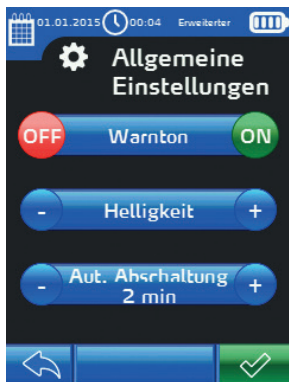 01.01.2015 00:04 Erweiterter
Allgemeine
Einstellungen
OFF Warnton ON
- Helligkeit +
- Aut. Abschaltung +
2 min